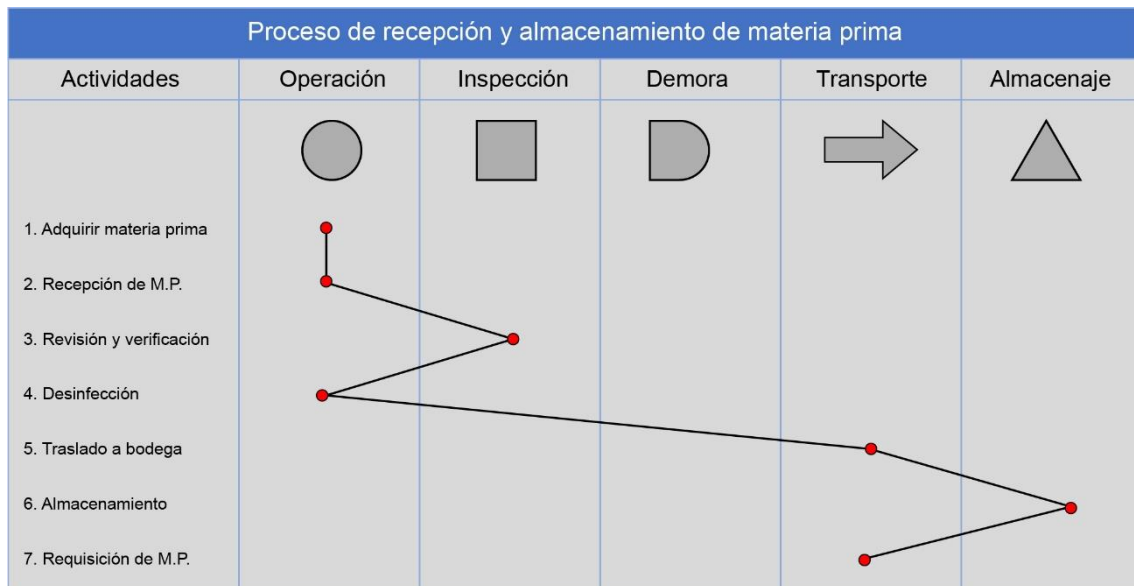 Proceso de recepción y almacenamiento de materia prima
Actividades Operación Inspección Demora Transporte Almacenaje
1. Adquirir materia prima
2. Recepción de M.P.
3. Revisión y verificación
4. Desinfección
5. Traslado a bodega
6. Almacenamiento
7. Requisición de M.P.